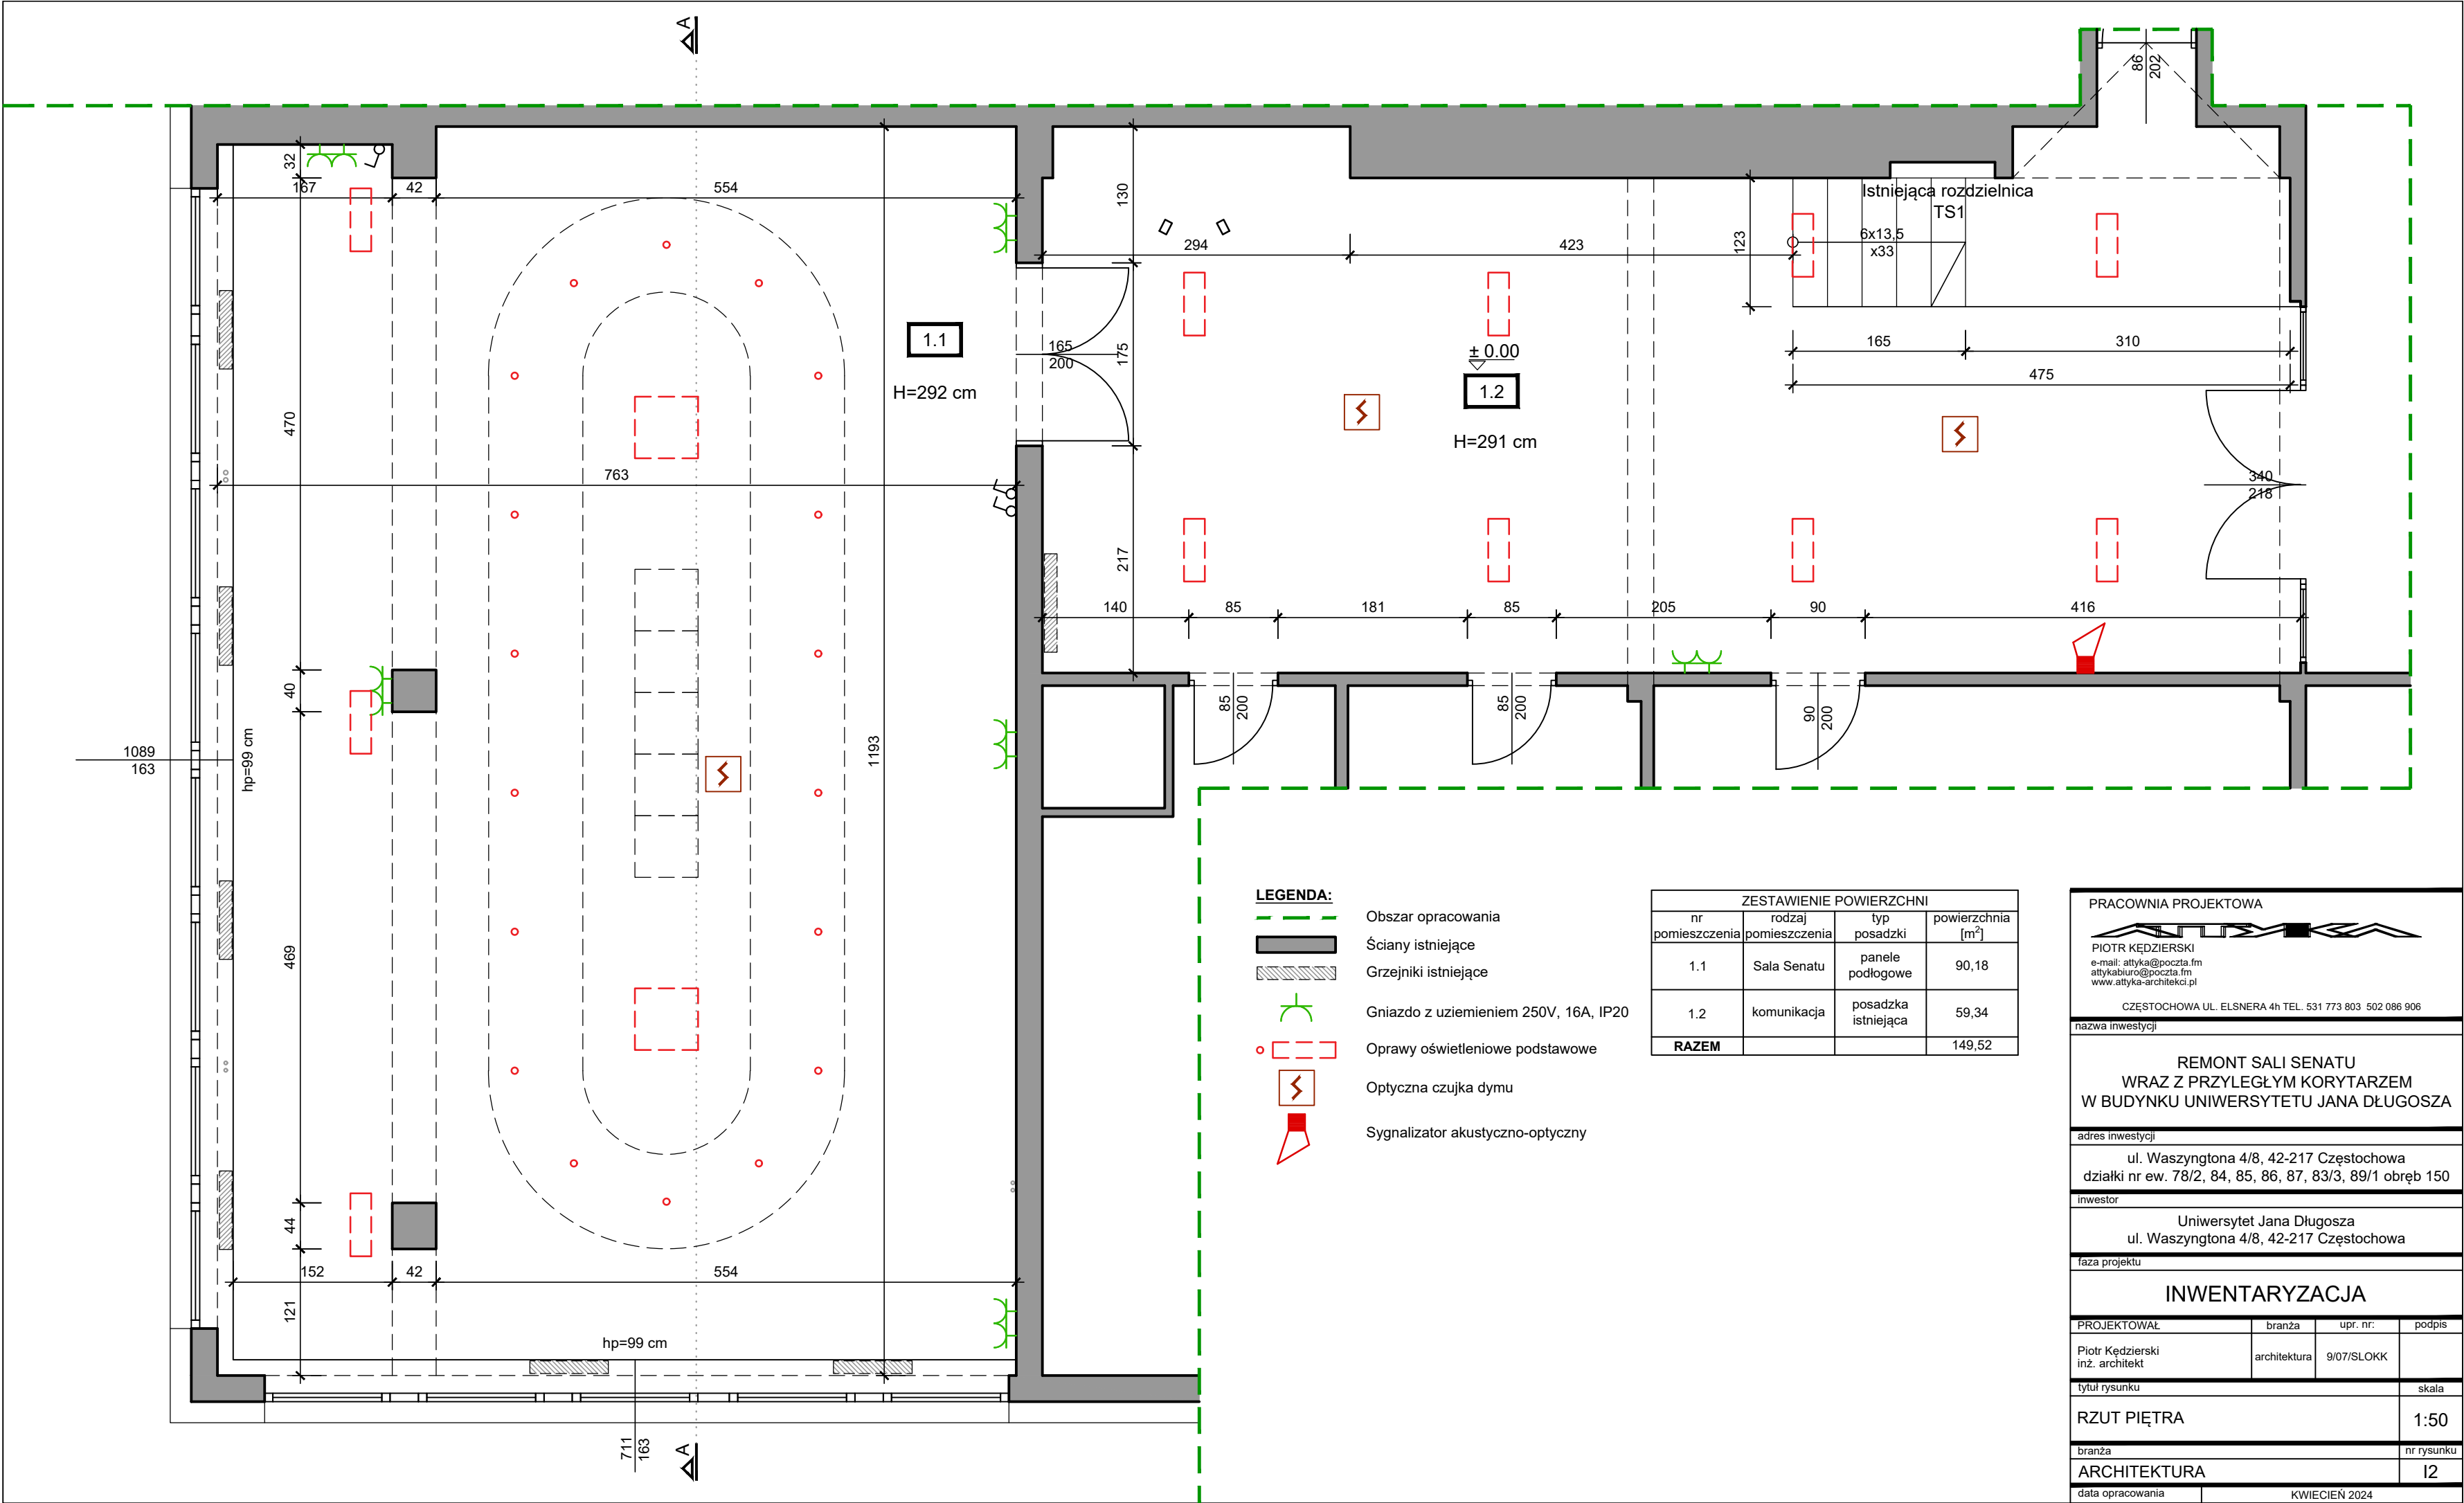 A
86
202
32
167
42
554
130
294
423
123
Istniejąca rozdzielnica
TS1
6x13,5
x33
1.1
H=292 cm
165
200
175
± 0.00
1.2
H=291 cm
165
310
475
470
763
340
218
217
140
85
181
85
205
90
416
40
85
200
85
200
90
200
1089
163
hp=99 cm
1193
469
44
152
42
554
121
hp=99 cm
711
163
A
LEGENDA:
Obszar opracowania
Ściany istniejące
Grzejniki istniejące
Gniazdo z uziemieniem 250V, 16A, IP20
Oprawy oświetleniowe podstawowe
Optyczna czujka dymu
Sygnalizator akustyczno-optyczny
ZESTAWIENIE POWIERZCHNI
nr pomieszczenia rodzaj pomieszczenia typ posadzki powierzchnia [m²]
1.1 Sala Senatu panele podłogowe 90,18
1.2 komunikacja posadzka istniejąca 59,34
RAZEM 149,52
PRACOWNIA PROJEKTOWA
ATTYKA
PIOTR KĘDZIERSKI
e-mail: attyka@poczta.fm
attykabiuro@poczta.fm
www.attyka-architekci.pl
CZĘSTOCHOWA UL. ELSNERA 4h TEL. 531 773 803 502 086 906
nazwa inwestycji
REMONT SALI SENATU
WRAZ Z PRZYLEGŁYM KORYTARZEM
W BUDYNKU UNIWERSYTETU JANA DŁUGOSZA
adres inwestycji
ul. Waszyngtona 4/8, 42-217 Częstochowa
działki nr ew. 78/2, 84, 85, 86, 87, 83/3, 89/1 obręb 150
inwestor
Uniwersytet Jana Długosza
ul. Waszyngtona 4/8, 42-217 Częstochowa
faza projektu
INWENTARYZACJA
PROJEKTOWAŁ branża upr. nr: podpis
Piotr Kędzierski
inż. architekt
architektura 9/07/SLOKK
tytuł rysunku skala
RZUT PIĘTRA 1:50
branża nr rysunku
ARCHITEKTURA I2
data opracowania KWIECIEŃ 2024